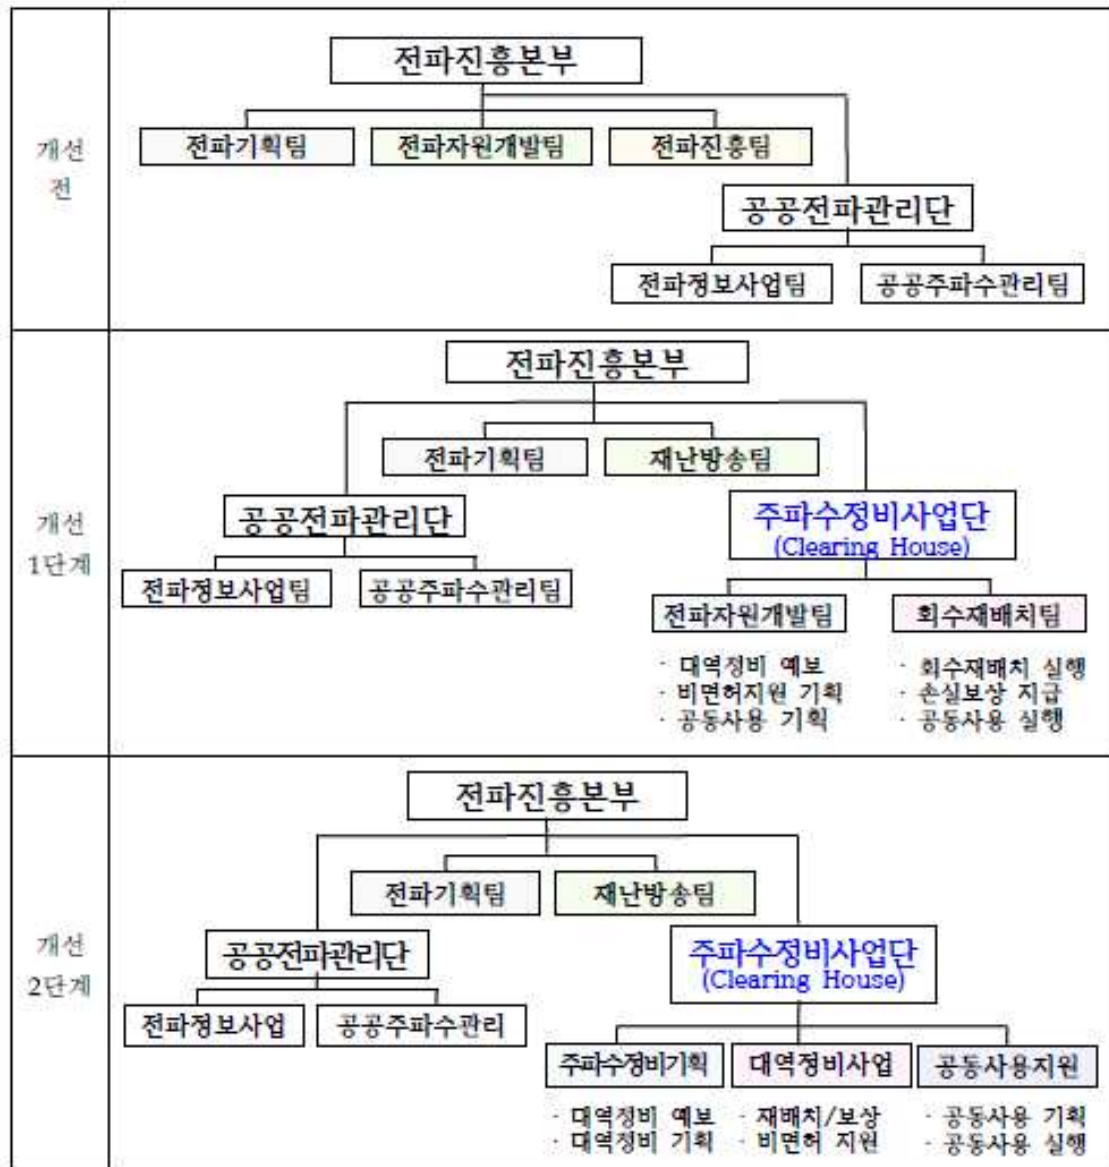 개선
전
전파진흥본부
전파기획팀
전파자원개발팀
전파진흥팀
공공전파관리단
전파정보사업팀
공공주파수관리팀
개선
1단계
전파진흥본부
전파기획팀
재난방송팀
공공전파관리단
전파정보사업팀
공공주파수관리팀
주파수정비사업단
(Clearing House)
전파자원개발팀
· 대역정비 예보
· 비면허지원 기획
· 공동사용 기획
회수재배치팀
· 회수재배치 실행
· 손실보상 지급
· 공동사용 실행
개선
2단계
전파진흥본부
전파기획팀
재난방송팀
공공전파관리단
전파정보사업
공공주파수관리
주파수정비사업단
(Clearing House)
주파수정비기획
· 대역정비 예보
· 대역정비 기획
대역정비사업
· 재배치/보상
· 비면허 지원
공동사용지원
· 공동사용 기획
· 공동사용 실행